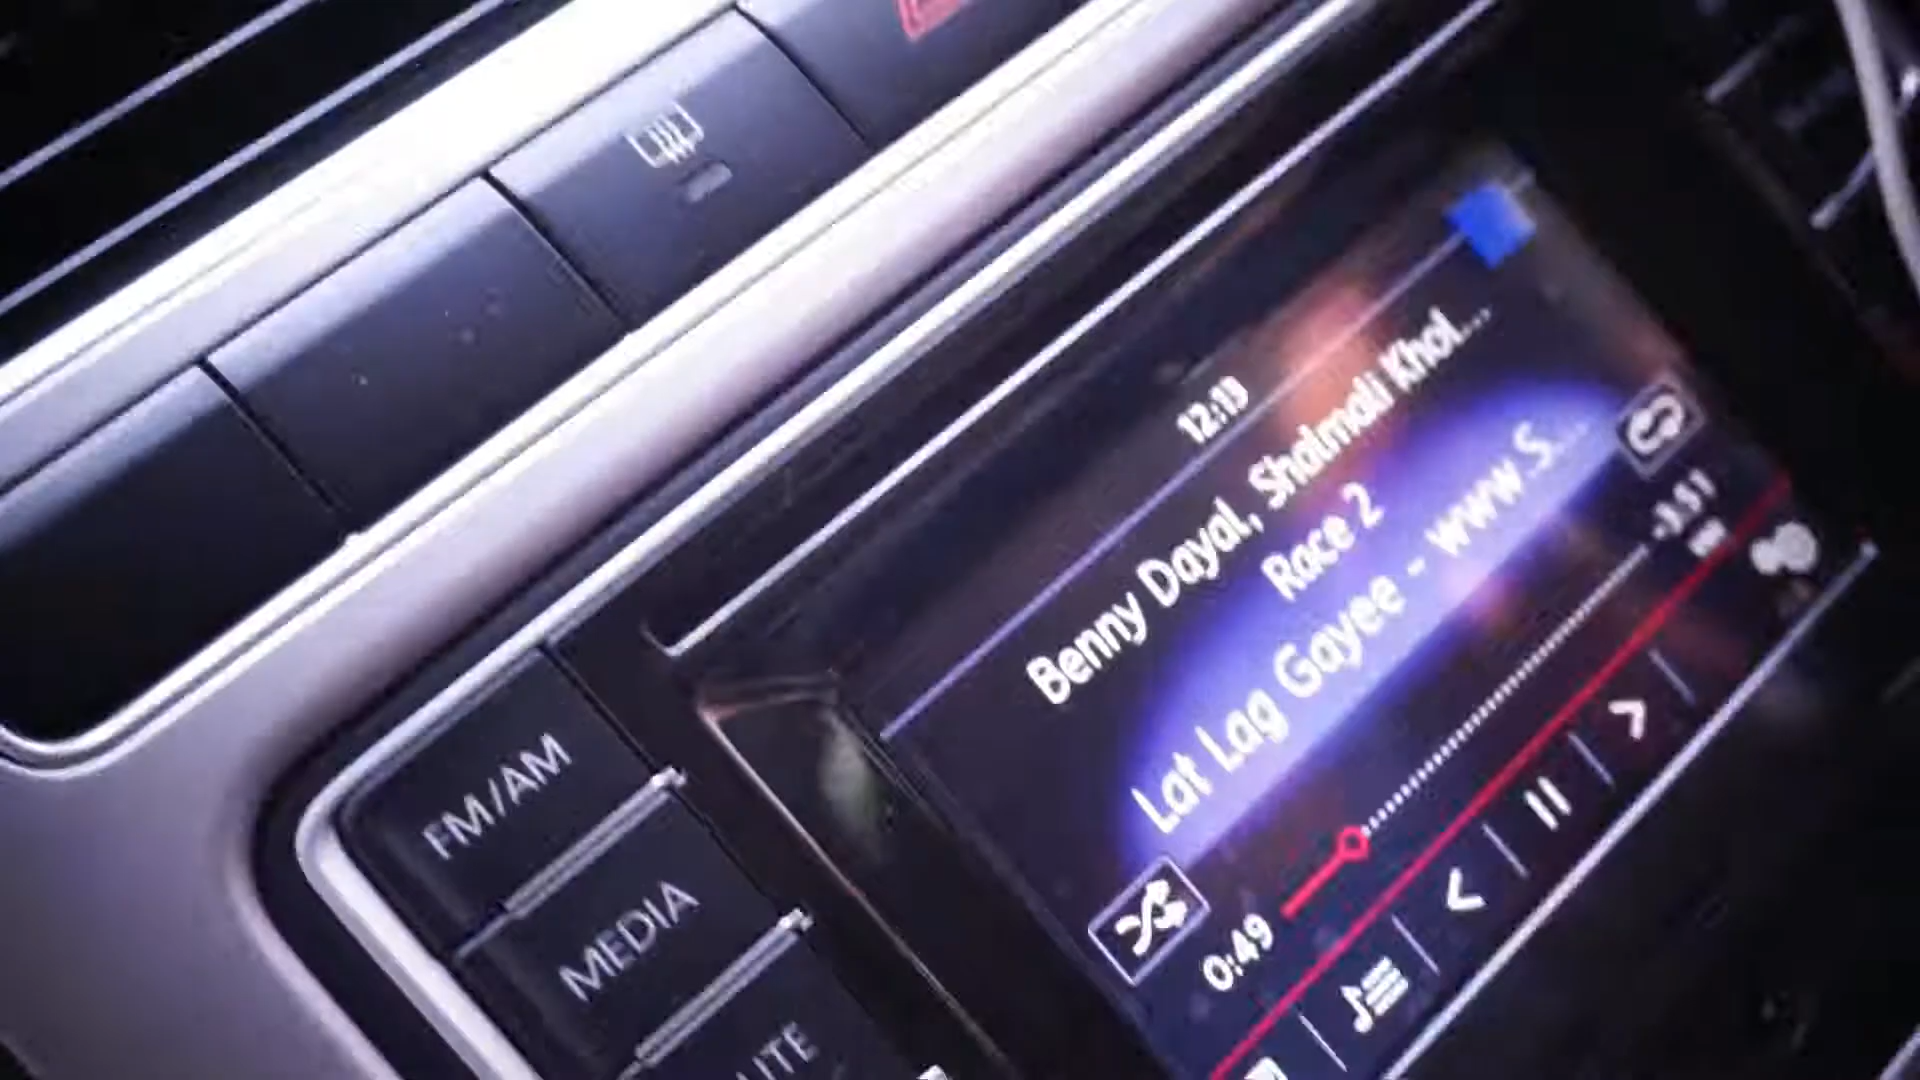 12:13
Benny Dayal, Shalmali Khol...
Race 2
Lat Lag Gayee - www.S...
0:49
-3:51
FM/AM
MEDIA